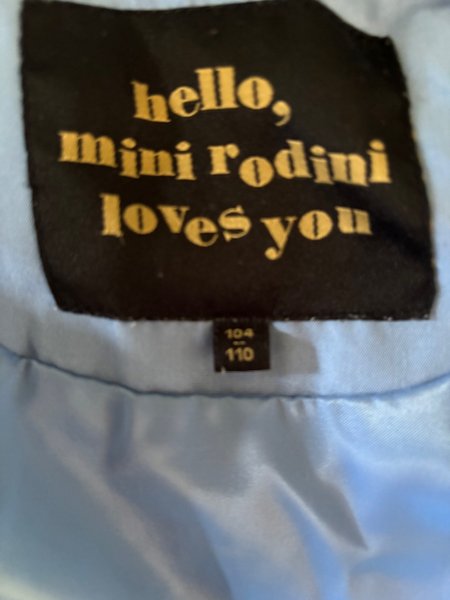 hello,
mini rodini
loves you
104
-
110